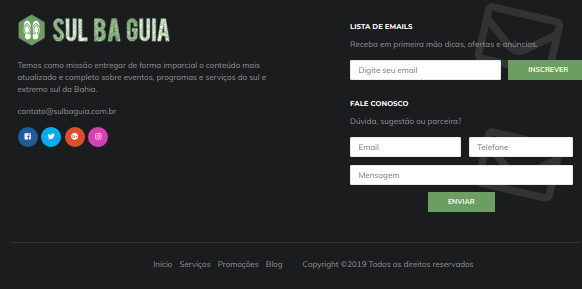 SUL BA GUIA
Temos como missão entregar de forma imparcial o conteúdo mais
atualizado e completo sobre eventos, programas e serviços do sul e
extremo sul da Bahia.
contato@sulbaguia.com.br
LISTA DE EMAILS
Receba em primeira mão dicas, ofertas e anúncios.
Digite seu email
INSCREVER
FALE CONOSCO
Dúvida, sugestão ou parceira?
Email
Telefone
Mensagem
ENVIAR
Início Serviços Promoções Blog Copyright ©2019 Todos os direitos reservados